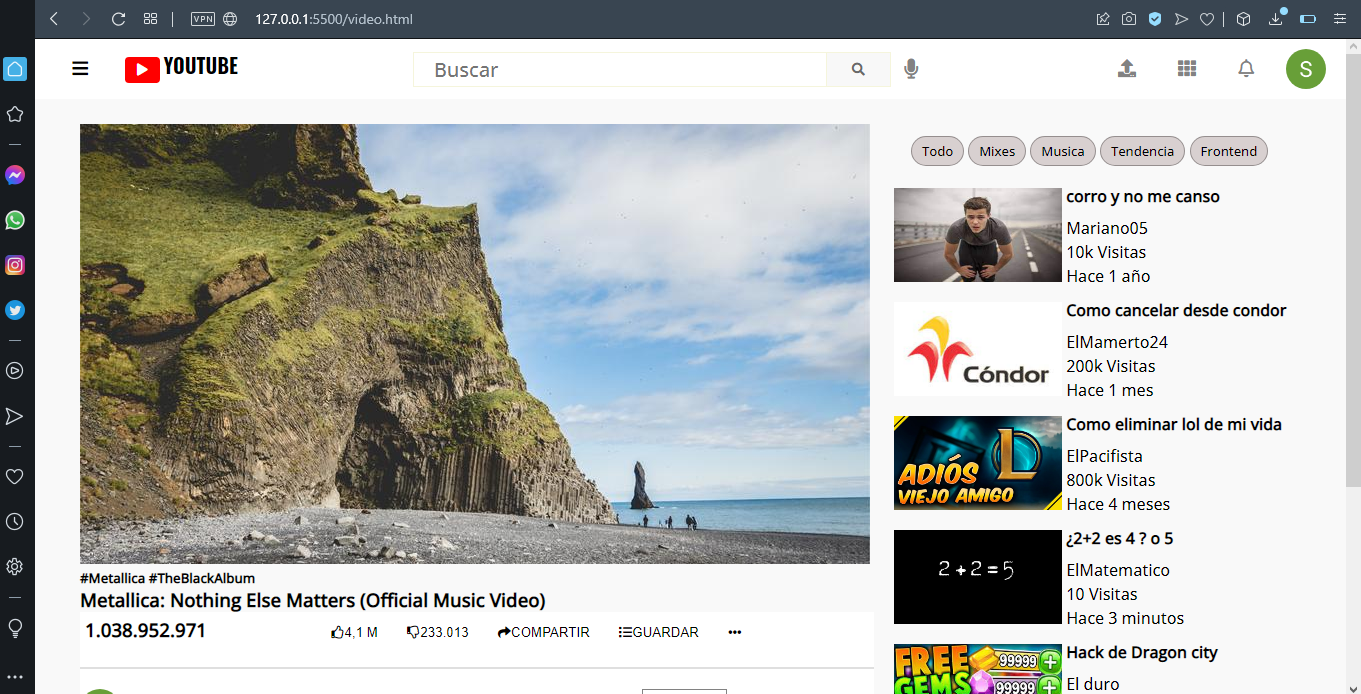 VPN
127.0.0.1:5500/video.html
YOUTUBE
Buscar
S
Todo
Mixes
Musica
Tendencia
Frontend
#Metallica #TheBlackAlbum
Metallica: Nothing Else Matters (Official Music Video)
1.038.952.971
4,1 M
233.013
COMPARTIR
GUARDAR
corro y no me canso
Mariano05
10k Visitas
Hace 1 año
Cóndor
Como cancelar desde condor
ElMamerto24
200k Visitas
Hace 1 mes
ADIÓS
VIEJO AMIGO
L
Como eliminar lol de mi vida
ElPacifista
800k Visitas
Hace 4 meses
2+2=5
¿2+2 es 4 ? o 5
ElMatematico
10 Visitas
Hace 3 minutos
FREE
GEMS
99999
99999
Hack de Dragon city
El duro